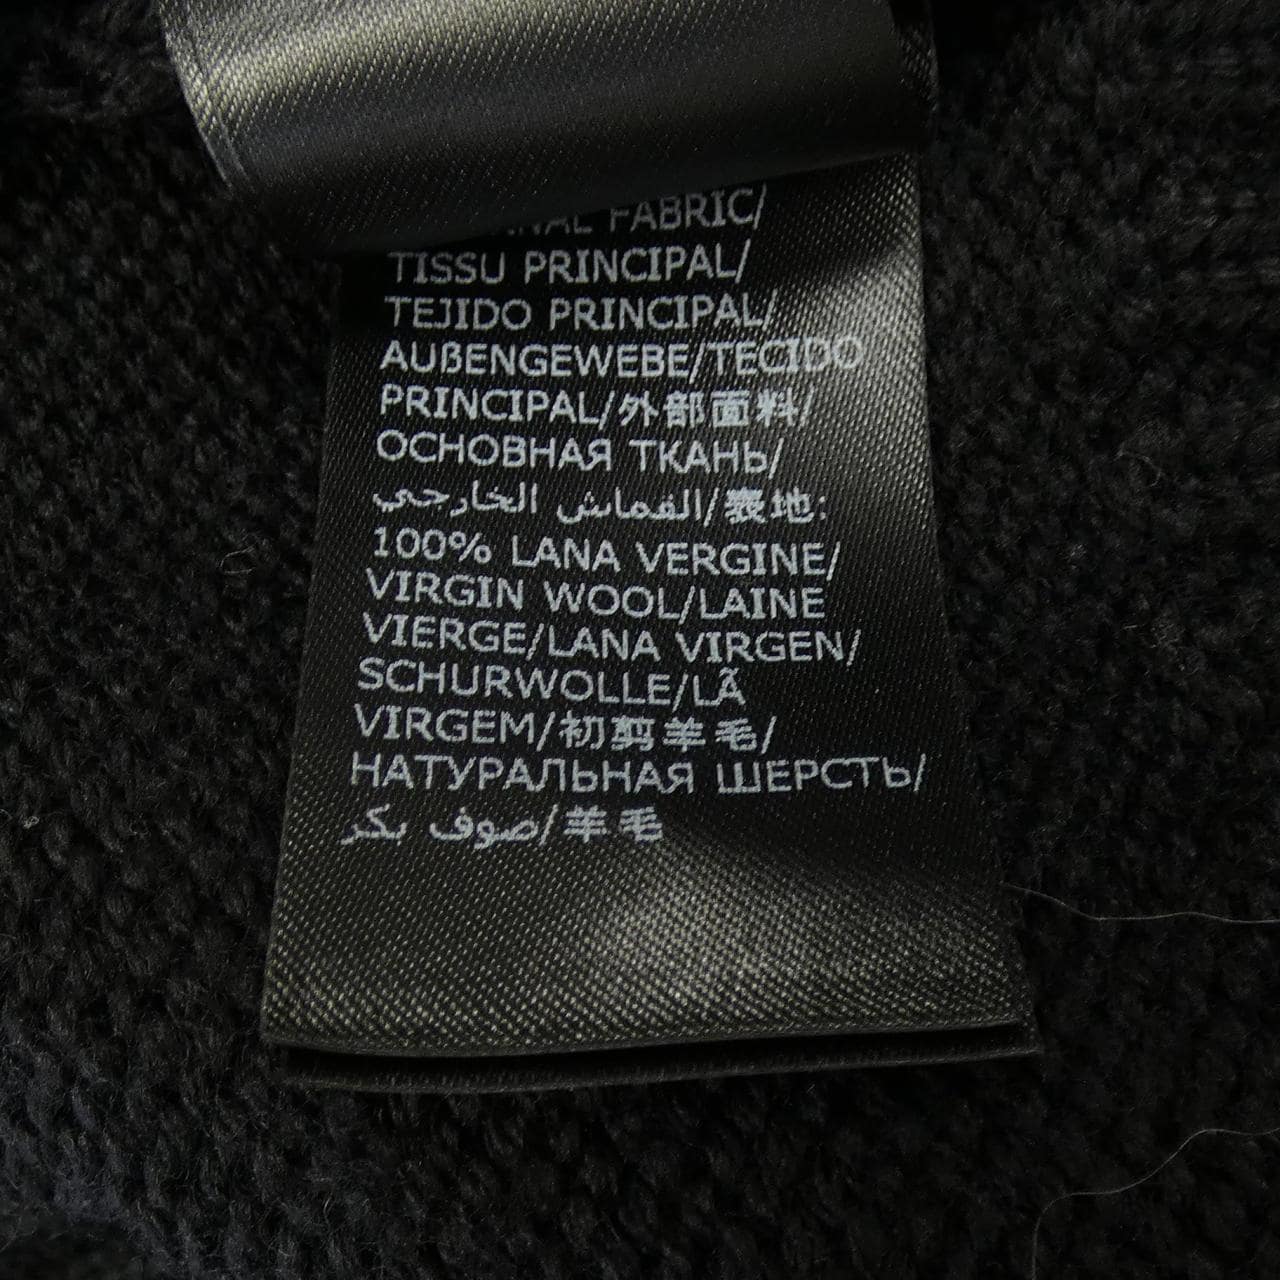 FABRIC/
TISSU PRINCIPAL/
TEJIDO PRINCIPAL/
AUßENGEWEBE/TECIDO
PRINCIPAL/外部面料/
ОСНОВНАЯ ТКАНЬ/
القماش الخارجي/表地:
100% LANA VERGINE/
VIRGIN WOOL/LAINE
VIERGE/LANA VIRGEN/
SCHURWOLLE/LÃ
VIRGEM/初剪羊毛/
НАТУРАЛЬНАЯ ШЕРСТЬ/
صوف بكر/羊毛